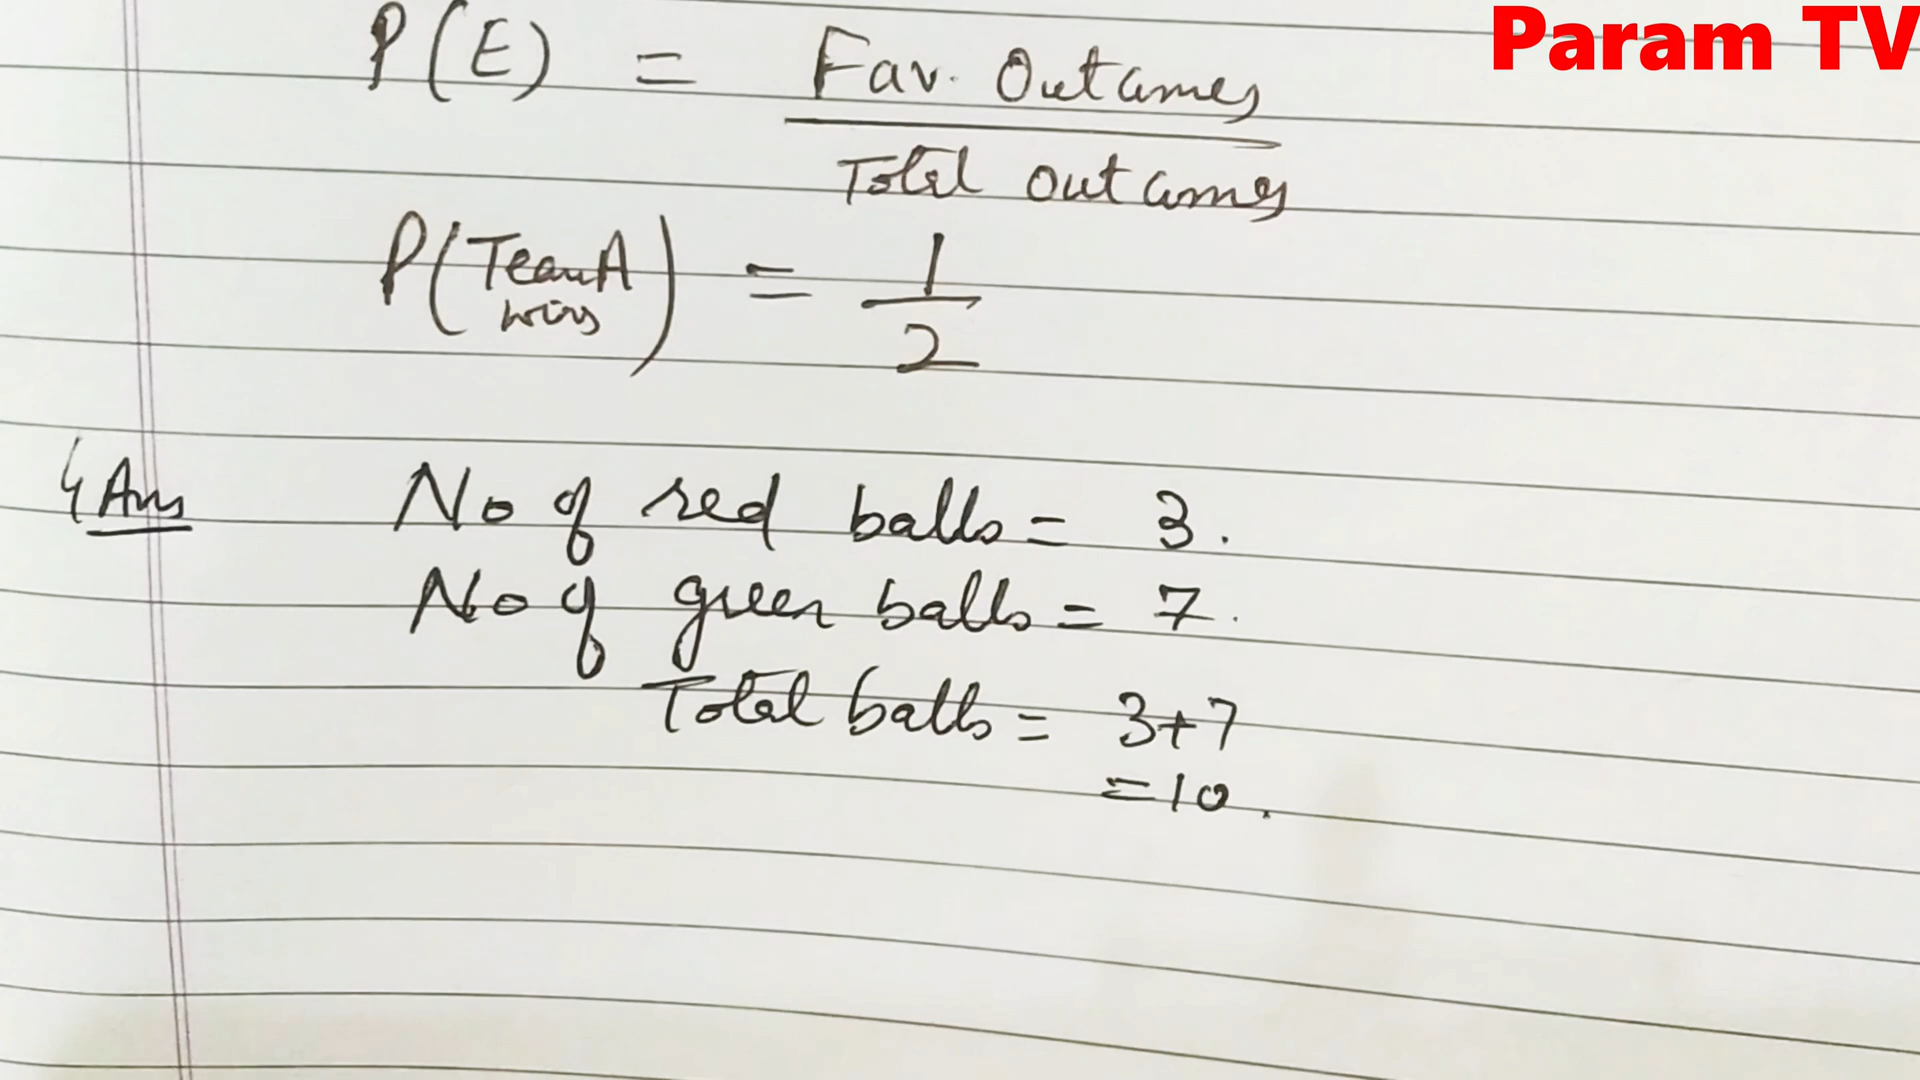 Param TV
P(E) = Fav. Outcomes / Total outcomes
P(Team A wins) = 1/2
4 Ans No of red balls = 3.
No of green balls = 7.
Total balls = 3+7
=10.